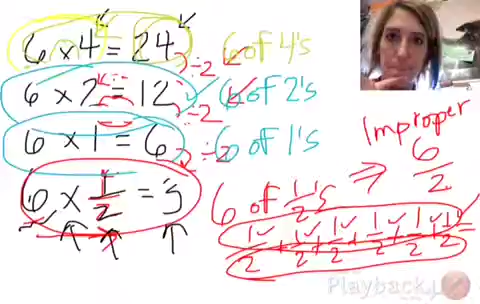 6 x 4 = 24 6 of 4's
÷2
6 x 2 = 12 6 of 2's
÷2
6 x 1 = 6 6 of 1's
÷2
Improper
6 x 1/2 = 3 6 of 1/2's ⇒ 6/2
1/2 + 1/2 + 1/2 + 1/2 + 1/2 + 1/2 =
Playback